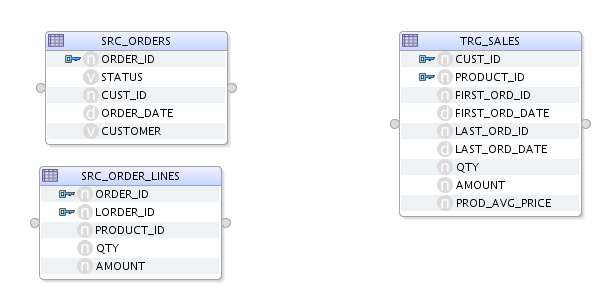 SRC_ORDERS
n ORDER_ID
v STATUS
n CUST_ID
d ORDER_DATE
v CUSTOMER
SRC_ORDER_LINES
n ORDER_ID
n LORDER_ID
n PRODUCT_ID
n QTY
n AMOUNT
TRG_SALES
n CUST_ID
n PRODUCT_ID
n FIRST_ORD_ID
d FIRST_ORD_DATE
n LAST_ORD_ID
d LAST_ORD_DATE
n QTY
n AMOUNT
n PROD_AVG_PRICE